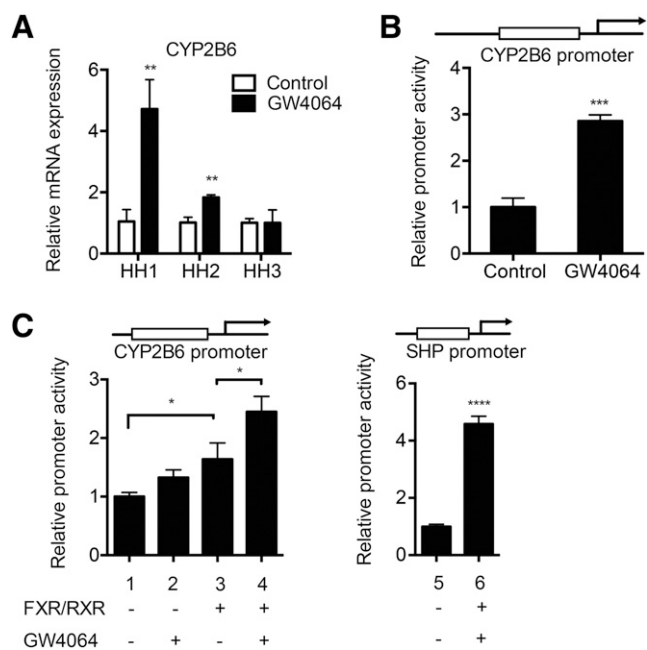 A
CYP2B6
Relative mRNA expression
6
4
2
0
**
**
Control
GW4064
HH1 HH2 HH3
B
CYP2B6 promoter
Relative promoter activity
4
3
2
1
0
***
Control GW4064
C
CYP2B6 promoter
Relative promoter activity
3
2
1
0
*
*
1 2 3 4
FXR/RXR - - + +
GW4064 - + - +
SHP promoter
Relative promoter activity
6
4
2
0
****
5 6
- +
- +